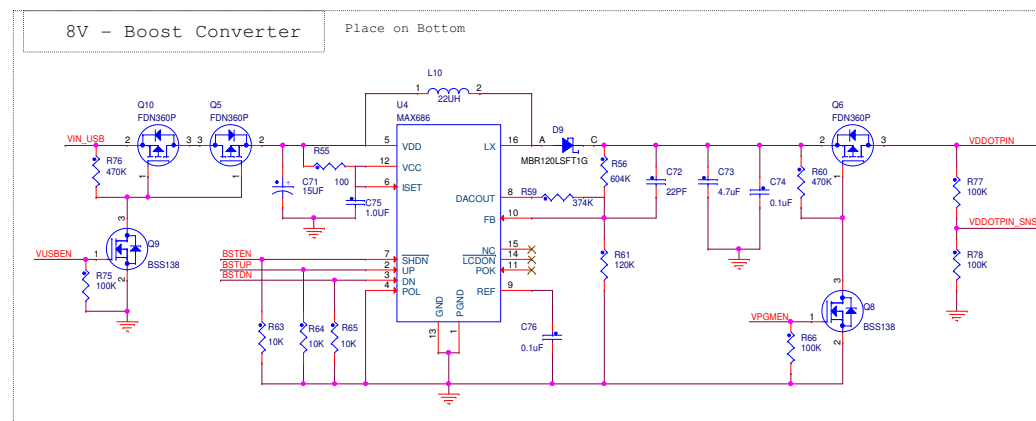 8V - Boost Converter
Place on Bottom
L10
1
2
22UH
Q10
FDN360P
Q5
FDN360P
U4
MAX686
Q6
FDN360P
VIN_USB
2
3
3
2
1
1
R76
470K
R55
100
C71
15UF
+
C75
1.0UF
5
VDD
12
VCC
6
ISET
LX
16
A
D9
C
MBR120LSFT1G
DACOUT
8
R59
374K
FB
10
R56
604K
C72
22PF
C73
4.7uF
C74
0.1uF
R60
470K
2
3
1
VDDOTPIN
R77
100K
VDDOTPIN_SNS
R78
100K
VUSBEN
1
3
Q9
BSS138
2
R75
100K
BSTEN
BSTUP
BSTDN
7
SHDN
2
UP
3
DN
4
POL
NC
15
LCDON
14
POK
11
REF
9
R61
120K
GND
PGND
13
1
R63
10K
R64
10K
R65
10K
C76
0.1uF
VPGMEN
1
3
Q8
BSS138
2
R66
100K